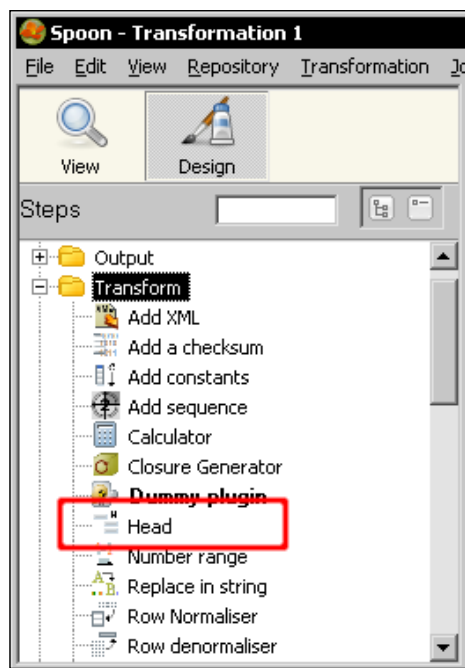 Spoon - Transformation 1
File Edit View Repository Transformation Jo
View Design
Steps
Output
Transform
Add XML
Add a checksum
Add constants
Add sequence
Calculator
Closure Generator
Dummy plugin
Head
Number range
Replace in string
Row Normaliser
Row denormaliser